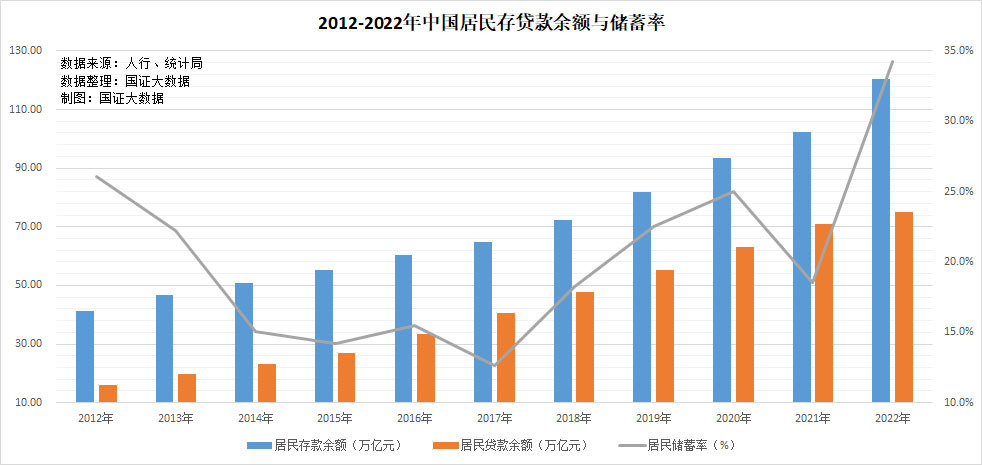 2012-2022年中国居民存贷款余额与储蓄率
数据来源：人行、统计局
数据整理：国证大数据
制图：国证大数据
130.00
110.00
90.00
70.00
50.00
30.00
10.00
35.0%
30.0%
25.0%
20.0%
15.0%
10.0%
2012年 2013年 2014年 2015年 2016年 2017年 2018年 2019年 2020年 2021年 2022年
居民存款余额（万亿元） 居民贷款余额（万亿元） 居民储蓄率（%）